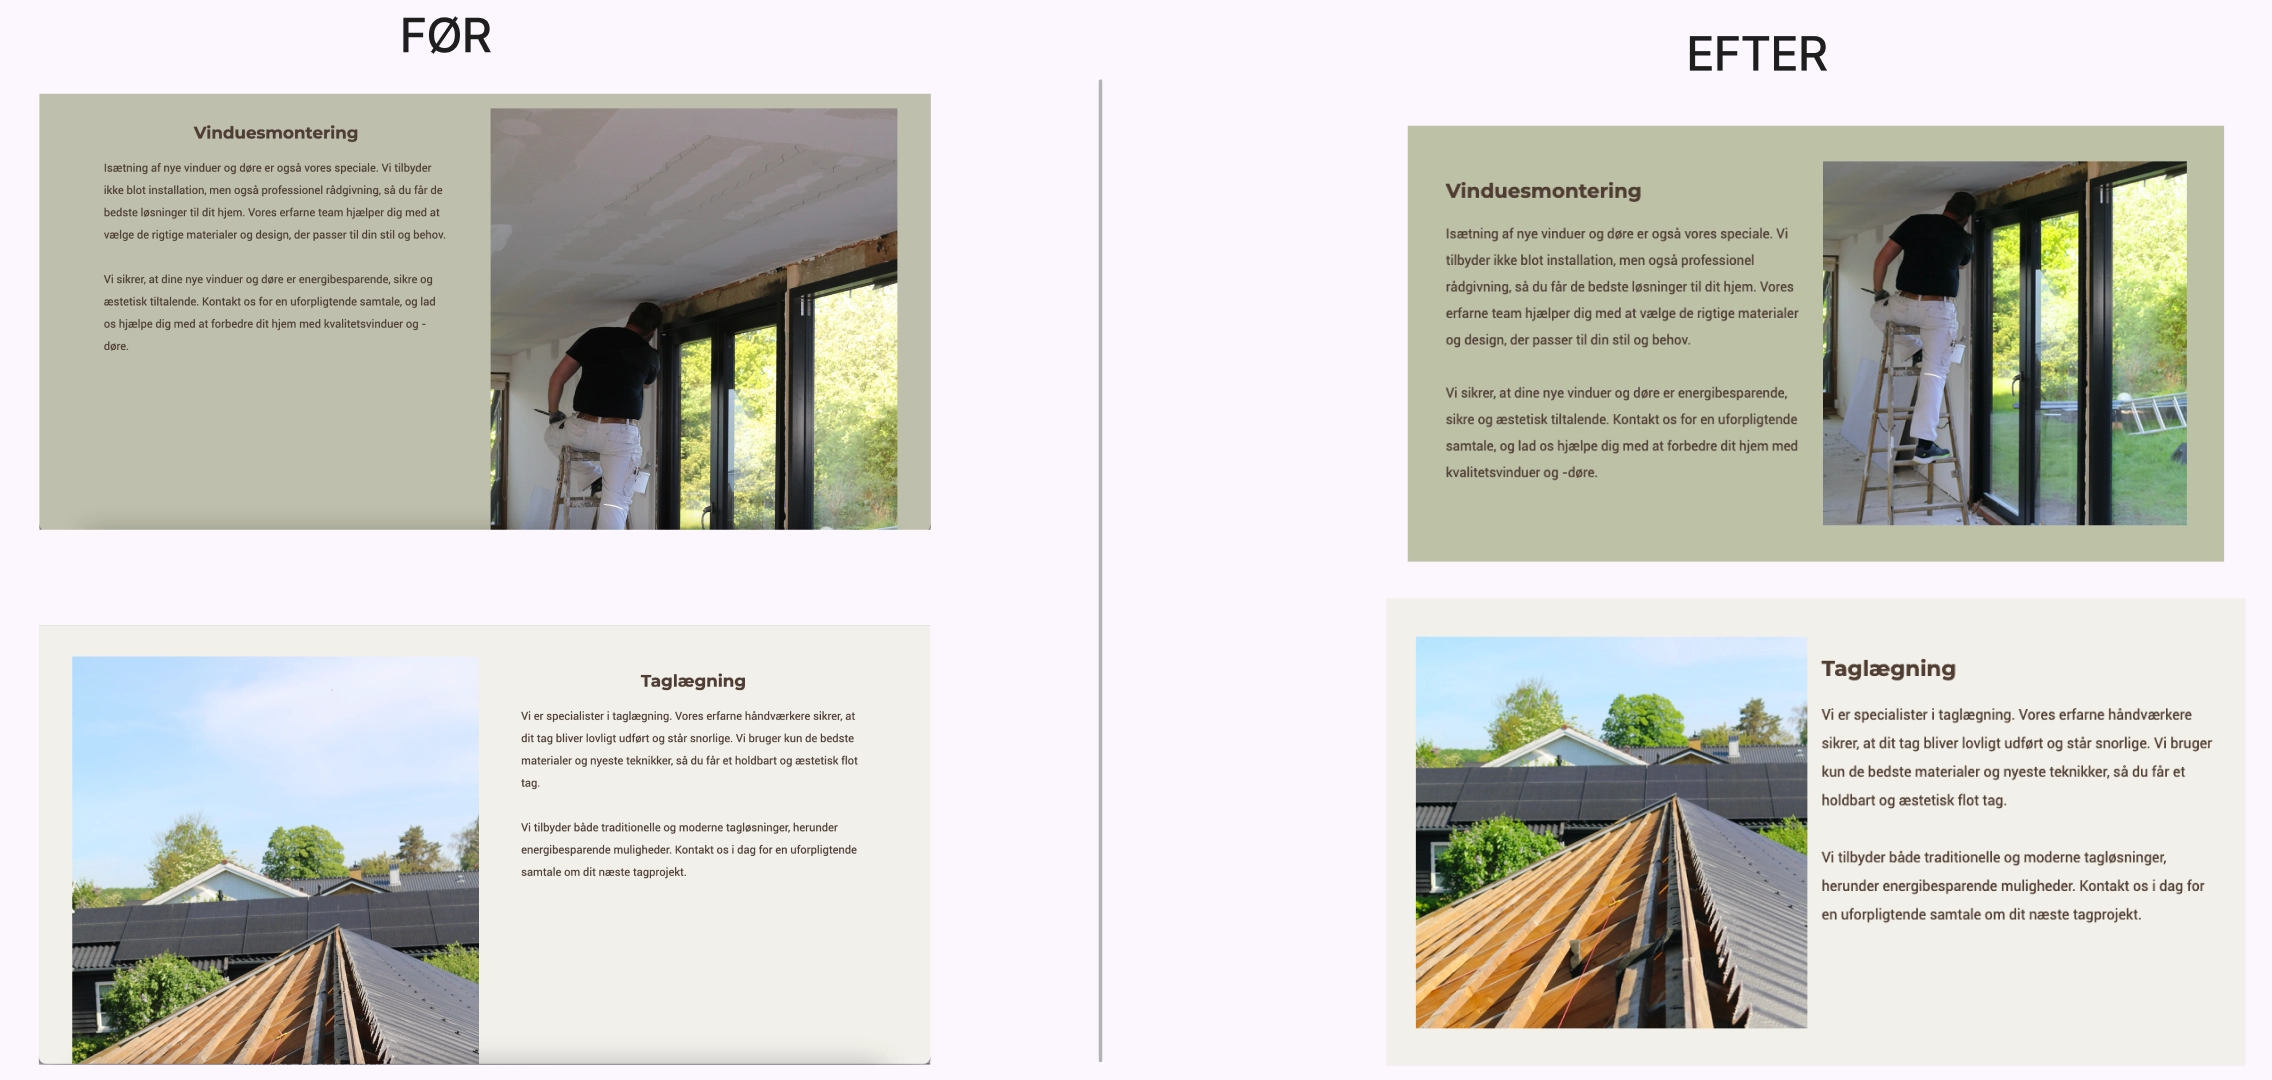 FØR
Vinduesmontering
Isætning af nye vinduer og døre er også vores speciale. Vi tilbyder
ikke blot installation, men også professionel rådgivning, så du får de
bedste løsninger til dit hjem. Vores erfarne team hjælper dig med at
vælge de rigtige materialer og design, der passer til din stil og behov.
Vi sikrer, at dine nye vinduer og døre er energibesparende, sikre og
æstetisk tiltalende. Kontakt os for en uforpligtende samtale, og lad
os hjælpe dig med at forbedre dit hjem med kvalitetsvinduer og -
døre.
Taglægning
Vi er specialister i taglægning. Vores erfarne håndværkere sikrer, at
dit tag bliver lovligt udført og står snorlige. Vi bruger kun de bedste
materialer og nyeste teknikker, så du får et holdbart og æstetisk flot
tag.
Vi tilbyder både traditionelle og moderne tagløsninger, herunder
energibesparende muligheder. Kontakt os i dag for en uforpligtende
samtale om dit næste tagprojekt.
EFTER
Vinduesmontering
Isætning af nye vinduer og døre er også vores speciale. Vi
tilbyder ikke blot installation, men også professionel
rådgivning, så du får de bedste løsninger til dit hjem. Vores
erfarne team hjælper dig med at vælge de rigtige materialer
og design, der passer til din stil og behov.
Vi sikrer, at dine nye vinduer og døre er energibesparende,
sikre og æstetisk tiltalende. Kontakt os for en uforpligtende
samtale, og lad os hjælpe dig med at forbedre dit hjem med
kvalitetsvinduer og -døre.
Taglægning
Vi er specialister i taglægning. Vores erfarne håndværkere
sikrer, at dit tag bliver lovligt udført og står snorlige. Vi bruger
kun de bedste materialer og nyeste teknikker, så du får et
holdbart og æstetisk flot tag.
Vi tilbyder både traditionelle og moderne tagløsninger,
herunder energibesparende muligheder. Kontakt os i dag for
en uforpligtende samtale om dit næste tagprojekt.